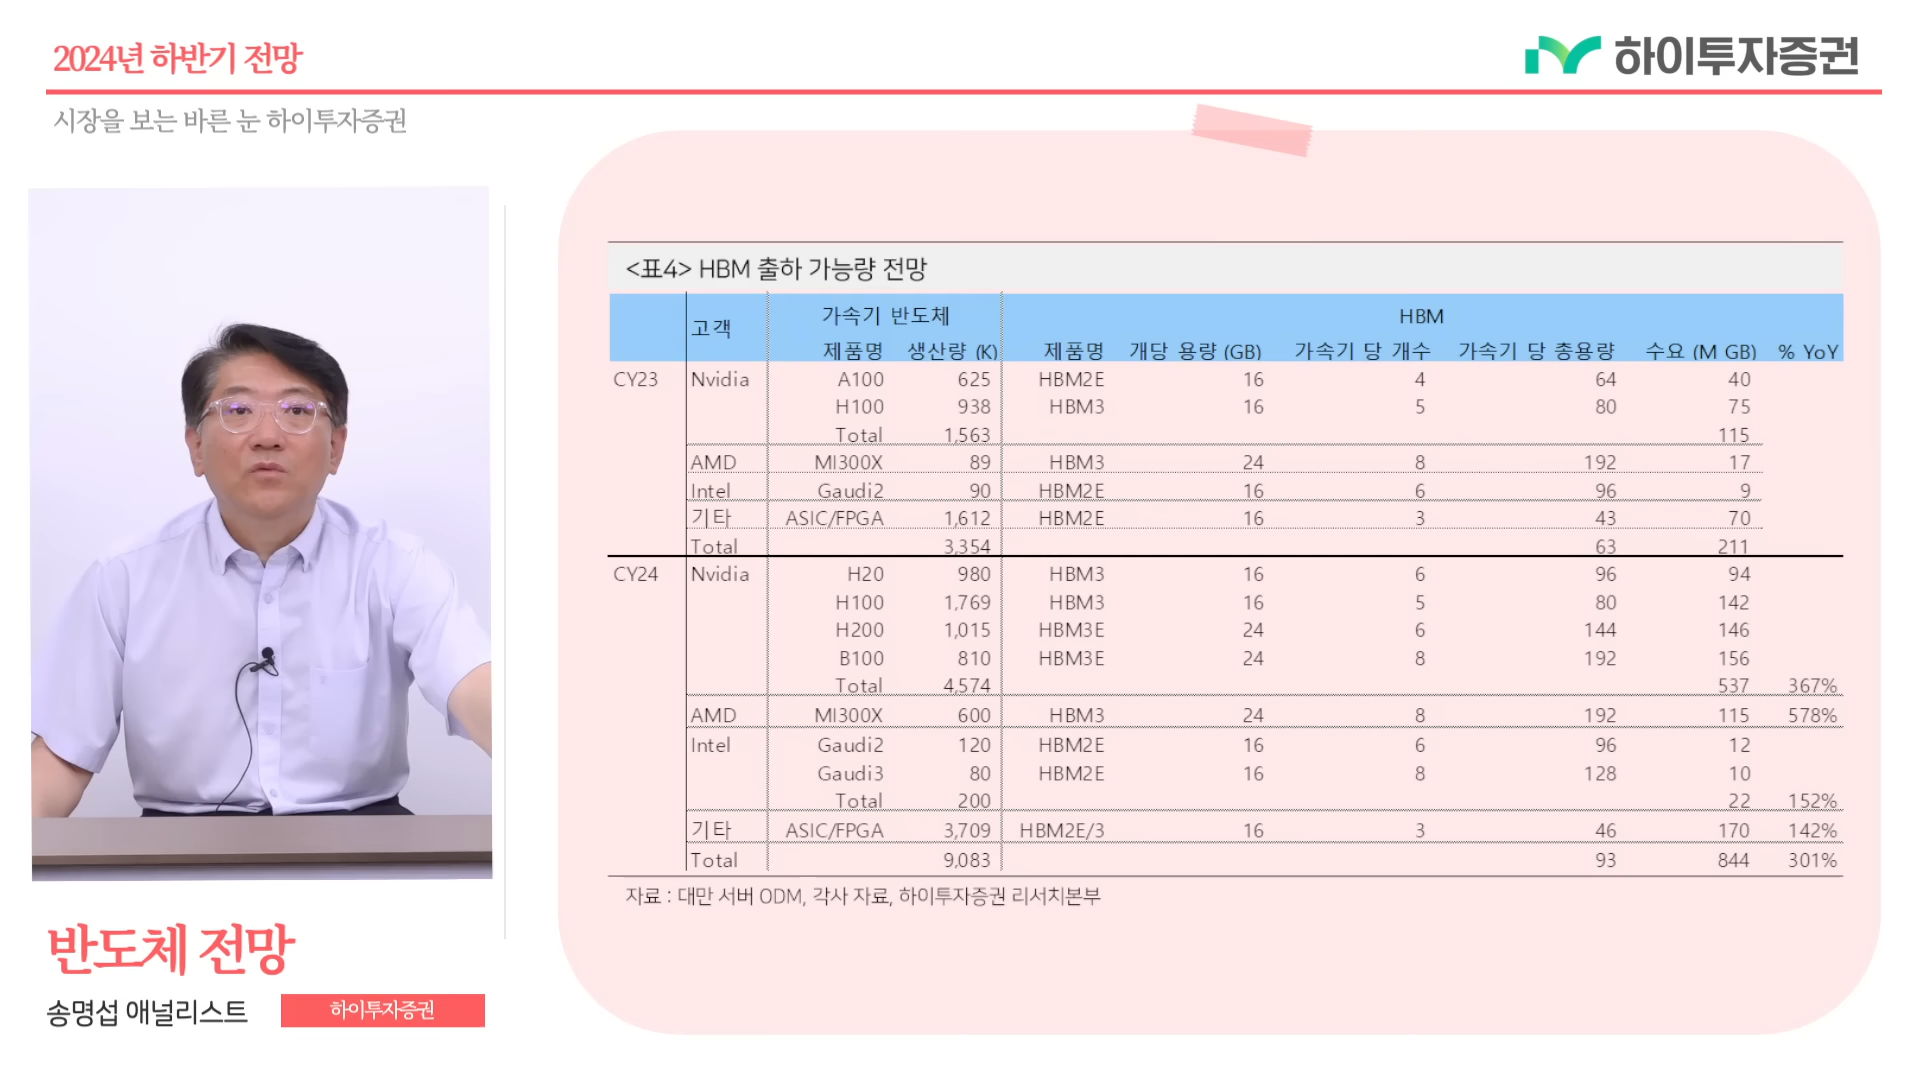 2024년 하반기 전망
하이투자증권
시장을 보는 바른 눈 하이투자증권
<표4> HBM 출하 가능량 전망
고객 가속기 반도체 HBM
제품명 생산량 (K) 제품명 개당 용량 (GB) 가속기 당 개수 가속기 당 총용량 수요 (M GB) % YoY
CY23 Nvidia A100 625 HBM2E 16 4 64 40
H100 938 HBM3 16 5 80 75
Total 1,563 115
AMD MI300X 89 HBM3 24 8 192 17
Intel Gaudi2 90 HBM2E 16 6 96 9
기타 ASIC/FPGA 1,612 HBM2E 16 3 43 70
Total 3,354 63 211
CY24 Nvidia H20 980 HBM3 16 6 96 94
H100 1,769 HBM3 16 5 80 142
H200 1,015 HBM3E 24 6 144 146
B100 810 HBM3E 24 8 192 156
Total 4,574 537 367%
AMD MI300X 600 HBM3 24 8 192 115 578%
Intel Gaudi2 120 HBM2E 16 6 96 12
Gaudi3 80 HBM2E 16 8 128 10
Total 200 22 152%
기타 ASIC/FPGA 3,709 HBM2E/3 16 3 46 170 142%
Total 9,083 93 844 301%
자료 : 대만 서버 ODM, 각사 자료, 하이투자증권 리서치본부
반도체 전망
송명섭 애널리스트 하이투자증권